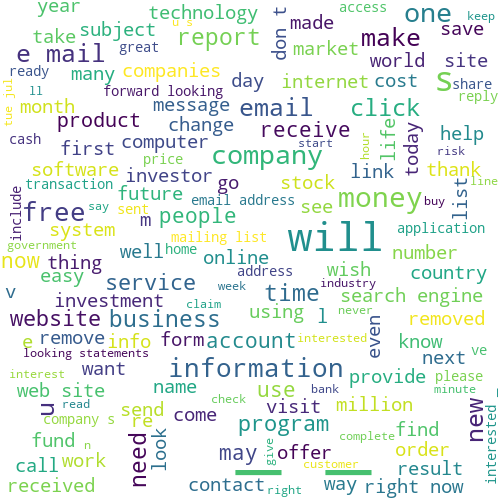 year technology access keep
take subject great report don t made one save
e mail many companies market make world site
ready ll forward looking day internet cost s share
tue jul month message email click reply
product change receive life today help
cash first computer price start hour risk
software investor company link thank
transaction future go stock money list buy line
include free say sent m people email address see application
government system mailing list will number
now thing well home online wish country
easy address
v service week time industry search engine
investment claim using l never removed
website business even
e remove info form account interested know
looking statements want information next ve
interest name bank provide please
web site read check use minute
u send re come visit million new interested
company s program find
fund n look may offer complete order
call work need give customer result
received contact right way right now
u s